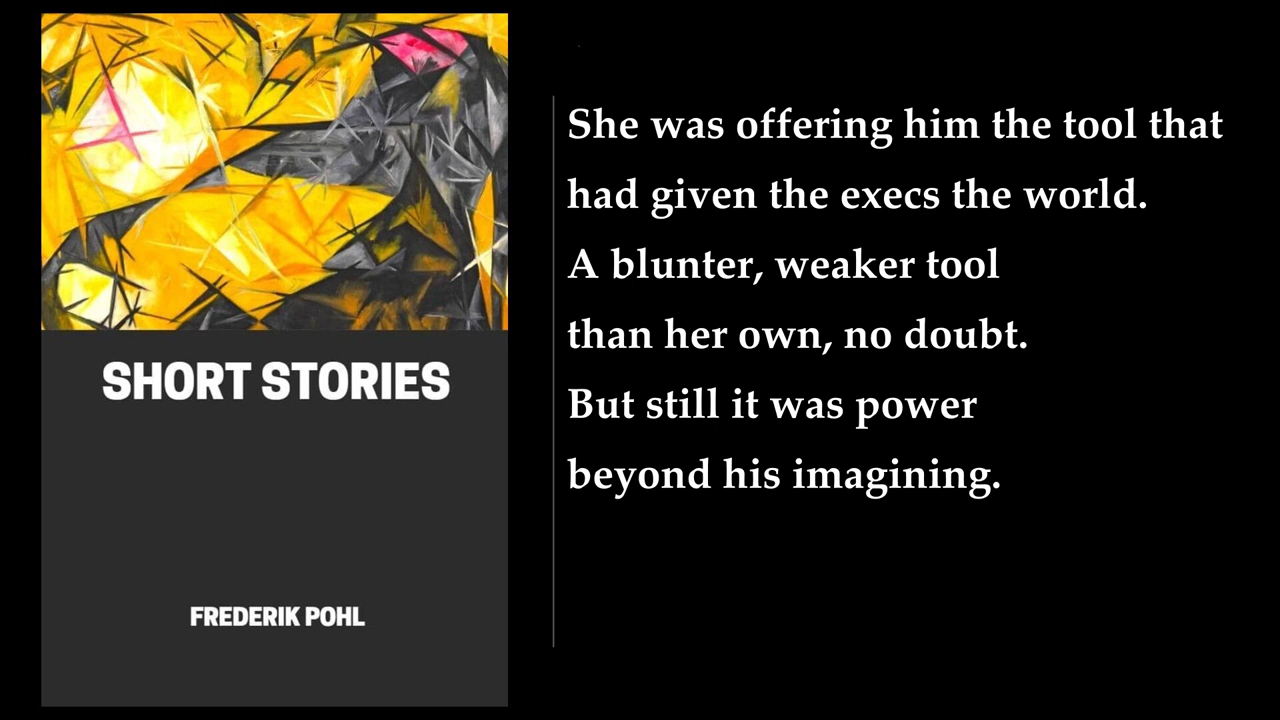 SHORT STORIES
FREDERIK POHL
She was offering him the tool that
had given the execs the world.
A blunter, weaker tool
than her own, no doubt.
But still it was power
beyond his imagining.